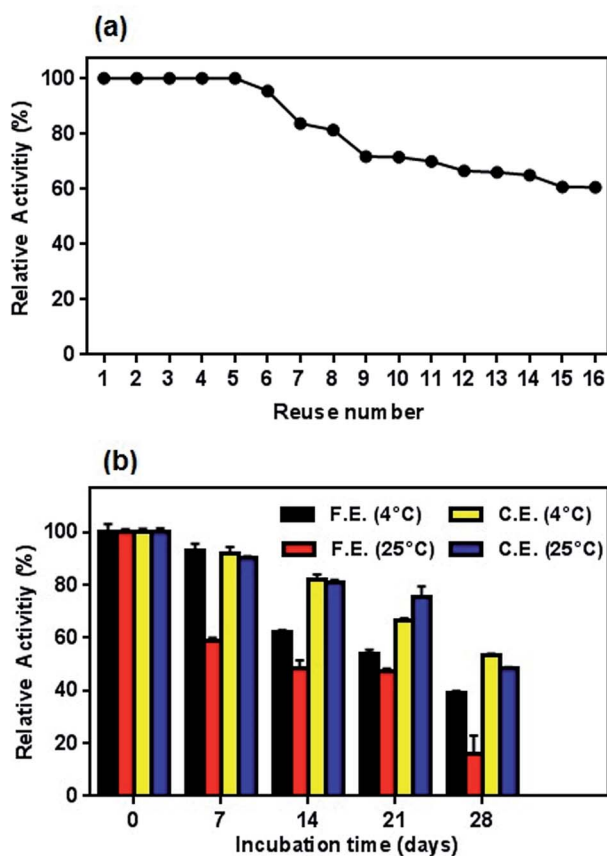 (a)
Relative Activitiy (%)
100
80
60
40
20
0
1 2 3 4 5 6 7 8 9 10 11 12 13 14 15 16
Reuse number
(b)
Relative Activitiy (%)
100
80
60
40
20
0
F.E. (4°C) C.E. (4°C)
F.E. (25°C) C.E. (25°C)
0 7 14 21 28
Incubation time (days)